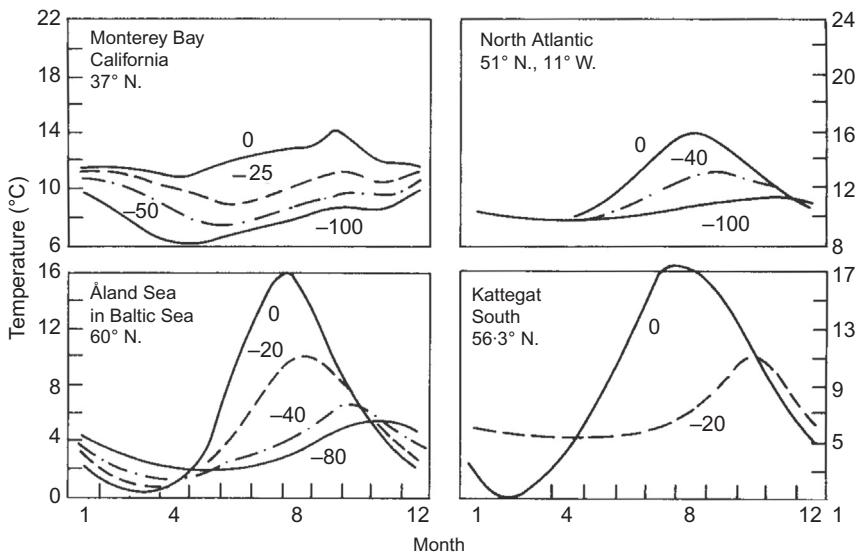 22
18
14
10
6
Monterey Bay
California
37° N.
0
–25
–50
–100
North Atlantic
51° N., 11° W.
0
–40
–100
24
20
16
12
8
Temperature (°C)
16
12
8
4
0
Åland Sea
in Baltic Sea
60° N.
0
–20
–40
–80
Kattegat
South
56·3° N.
0
–20
17
13
9
5
1
1 4 8 12
1 4 8 12
Month